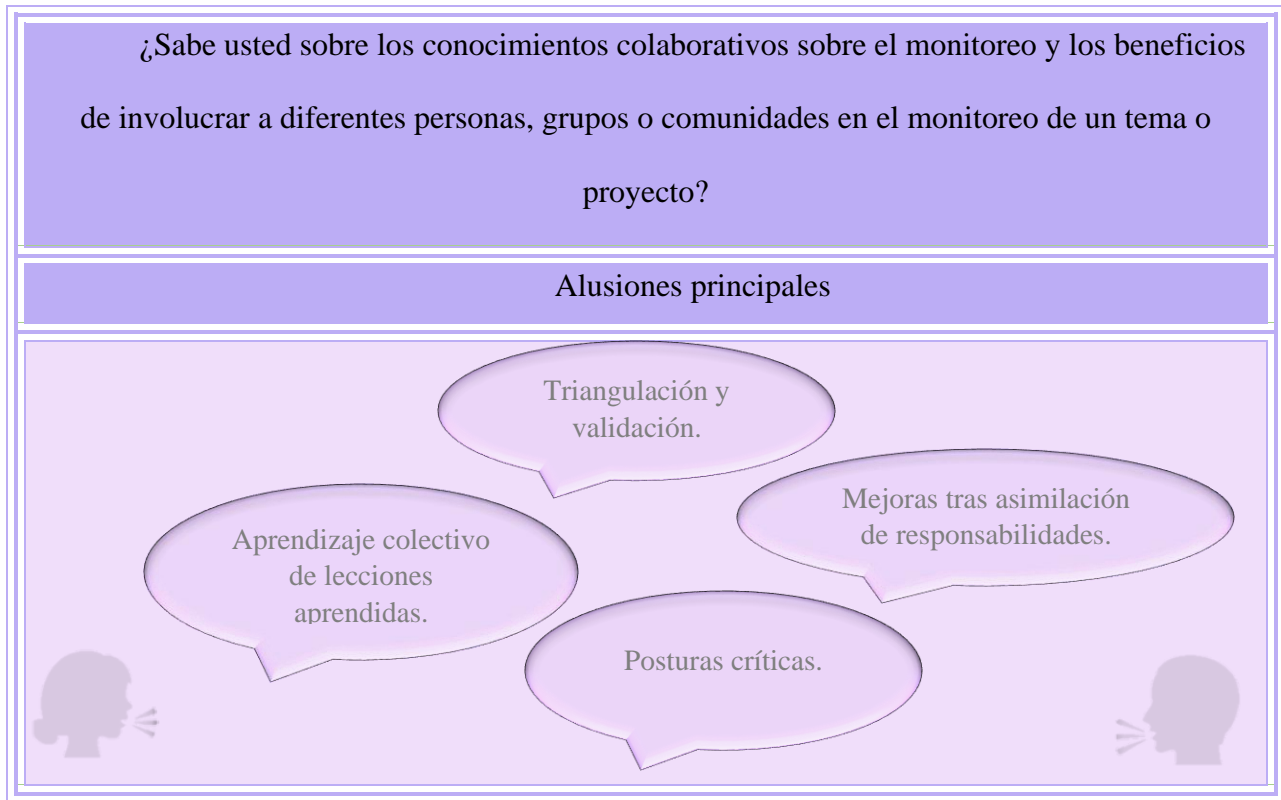 ¿Sabe usted sobre los conocimientos colaborativos sobre el monitoreo y los beneficios
de involucrar a diferentes personas, grupos o comunidades en el monitoreo de un tema o
proyecto?
Alusiones principales
Triangulación y
validación.
Mejoras tras asimilación
de responsabilidades.
Aprendizaje colectivo
de lecciones
aprendidas.
Posturas críticas.